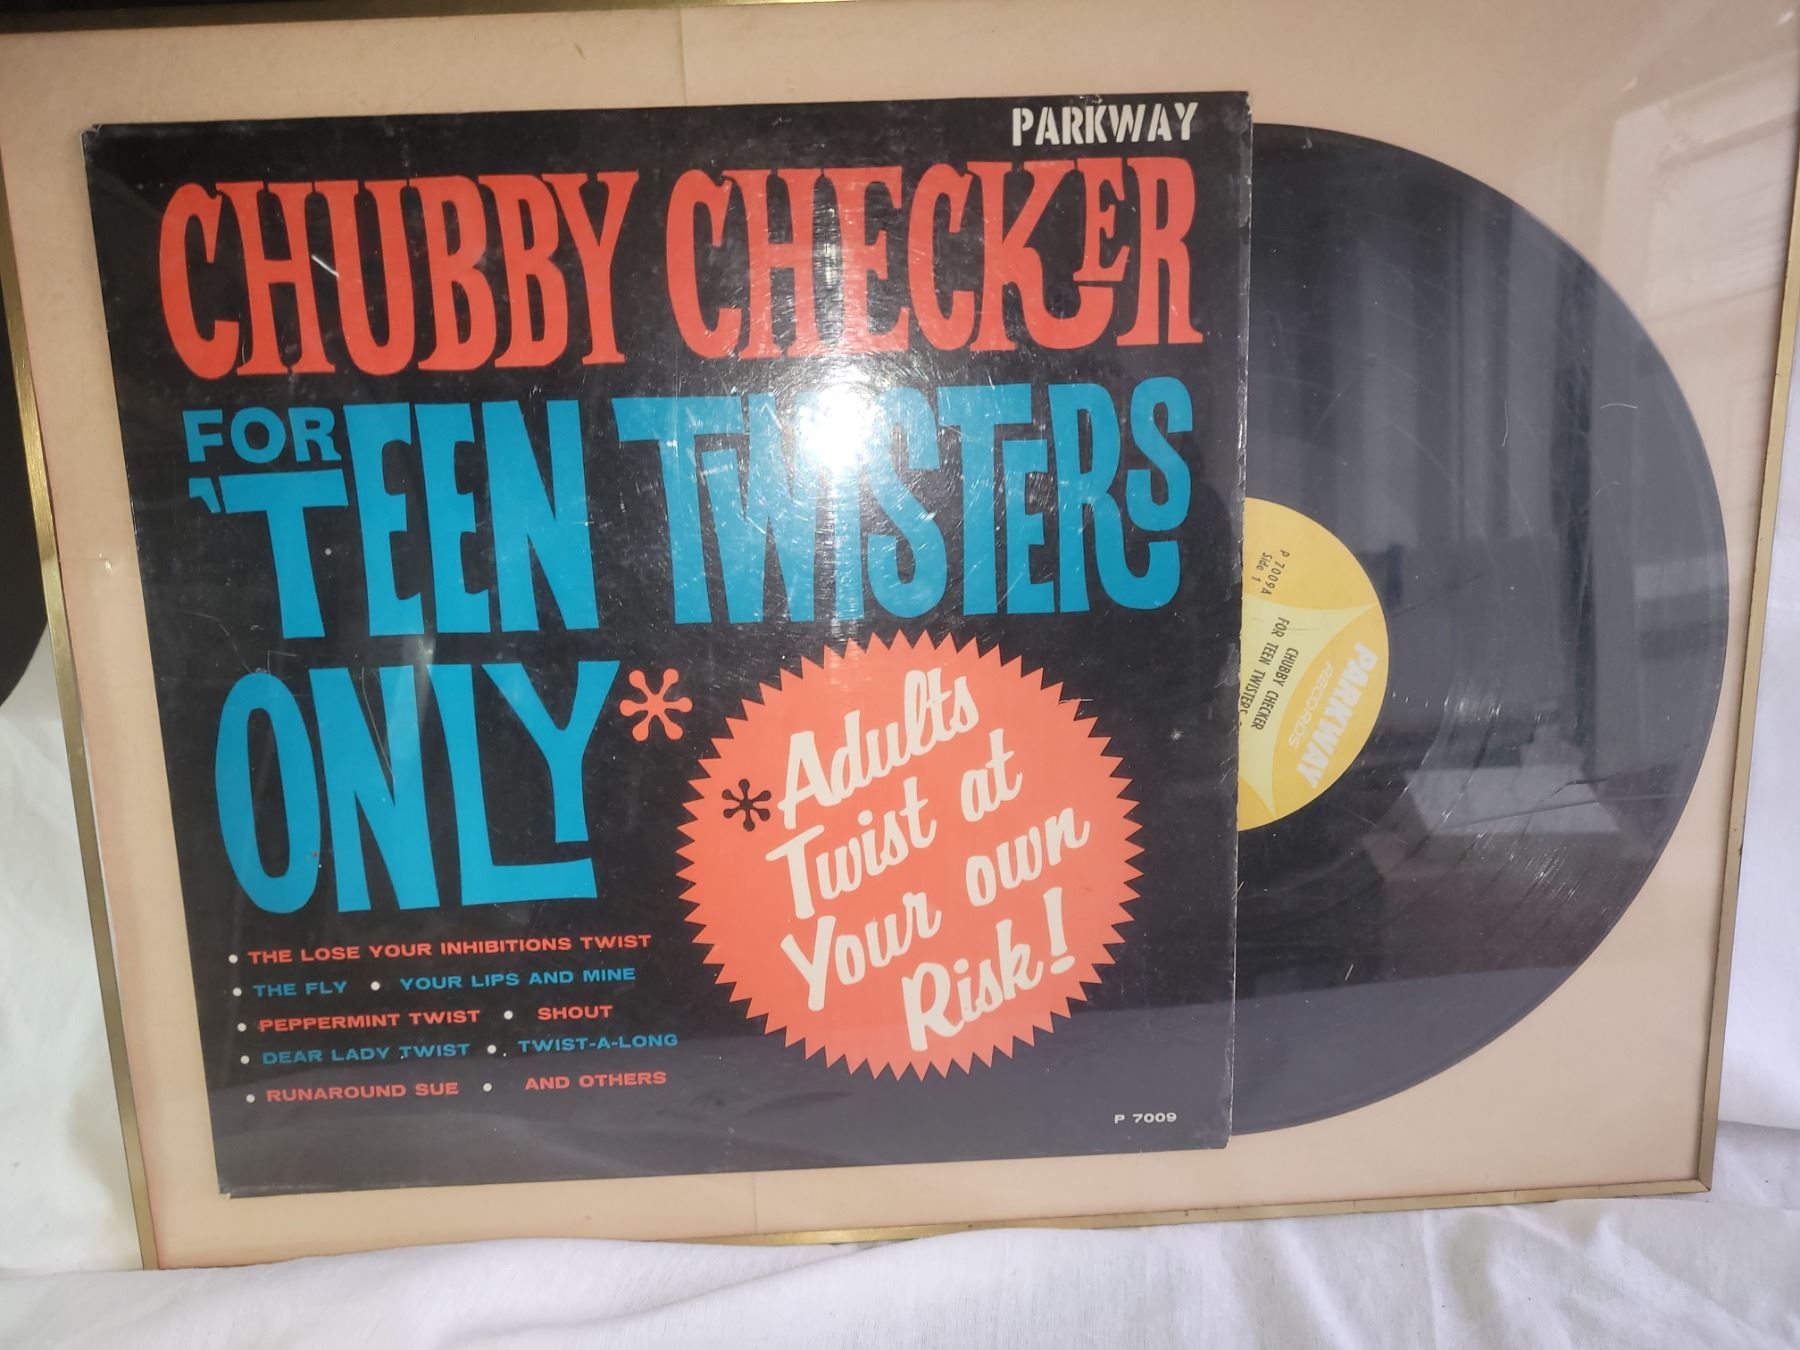 PARKWAY
CHUBBY CHECKER
FOR
TEEN TWISTERS
ONLY*
*Adults
Twist at
Your own
Risk!
• THE LOSE YOUR INHIBITIONS TWIST
• THE FLY • YOUR LIPS AND MINE
• PEPPERMINT TWIST • SHOUT
• DEAR LADY TWIST • TWIST-A-LONG
• RUNAROUND SUE • AND OTHERS
P 7009
PARKWAY
RECORDS
CHUBBY CHECKER
FOR TEEN TWISTERS
P 7009A
Side 1